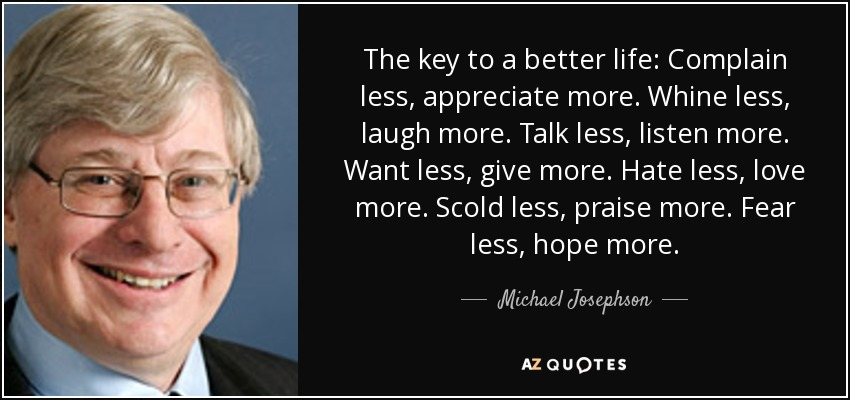 The key to a better life: Complain
less, appreciate more. Whine less,
laugh more. Talk less, listen more.
Want less, give more. Hate less, love
more. Scold less, praise more. Fear
less, hope more.
Michael Josephson
AZ QUOTES